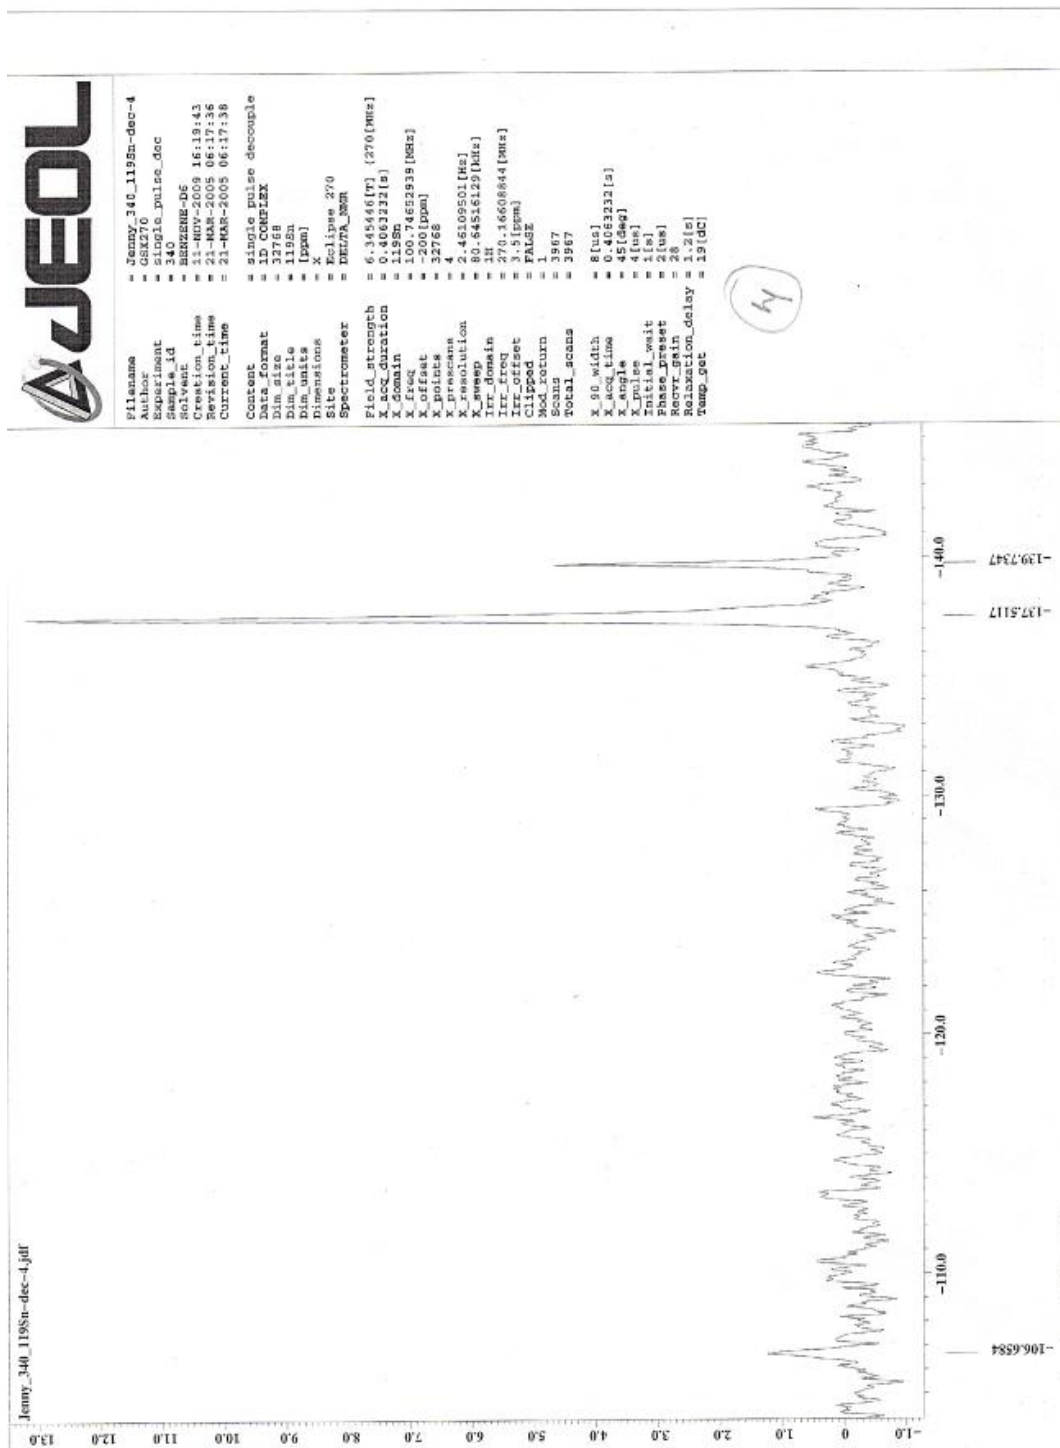 JEOL
Filename = Jenny_340_119Sn-dec-4
Author = GSX270
Experiment = single_pulse_dec
Sample_id = 340
Solvent = BENZENE-D6
Creation_time = 11-NOV-2009 16:19:43
Revision_time = 21-MAR-2005 06:17:36
Current_time = 21-MAR-2005 06:17:38
Content = single pulse decouple
Data_format = 1D COMPLEX
Dim_size = 32768
Dim_title = 119Sn
Dim_units = [ppm]
Dimensions = X
Site = Eclipse 270
Spectrometer = DELTA_NMR
Field_strength = 6.345446[T] (270[MHz]
X_acq_duration = 0.4063232[s]
X_domain = 119Sn
X_freq = 100.74652939[MHz]
X_offset = -200[ppm]
X_points = 32768
X_prescans = 4
X_resolution = 2.46109501[Hz]
X_sweep = 80.64516129[kHz]
Irr_domain = 1H
Irr_freq = 270.16608844[MHz]
Irr_offset = 3.5[ppm]
Clipped = FALSE
Mod_return = 1
Scans = 3967
Total_scans = 3967
X_90_width = 8[us]
X_acq_time = 0.4063232[s]
X_angle = 45[deg]
X_pulse = 4[us]
Initial_wait = 1[s]
Phase_preset = 2[us]
Recvr_gain = 28
Relaxation_delay = 1.2[s]
Temp_get = 19[dC]
Jenny_340_119Sn-dec-4.jdf
13.0
12.0
11.0
10.0
9.0
8.0
7.0
6.0
5.0
4.0
3.0
2.0
1.0
0
-1.0
-110.0 -120.0 -130.0 -140.0
-106.6584 -137.5117 -139.7347